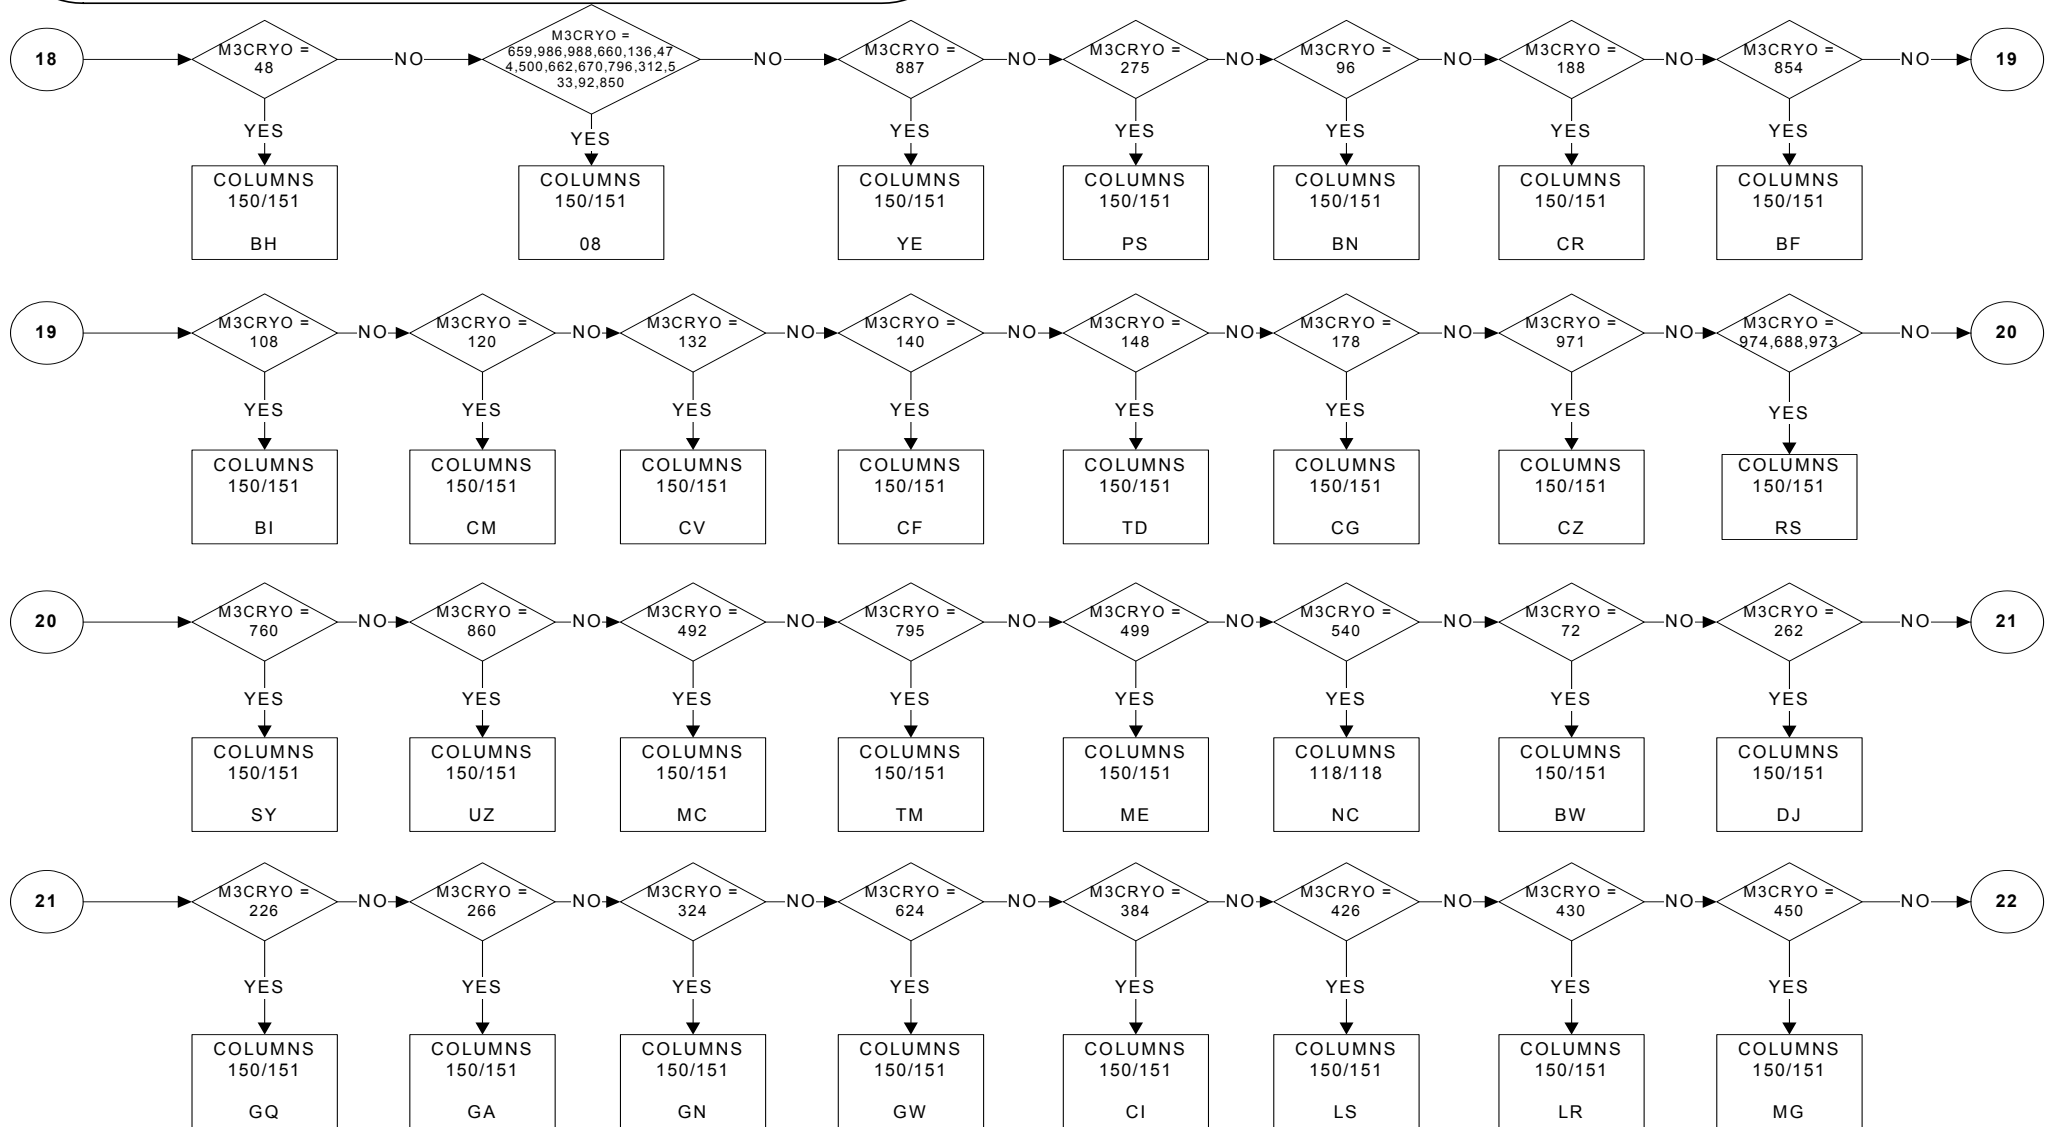 18
M3CRYO =
48
NO
M3CRYO =
659,986,988,660,136,47
4,500,662,670,796,312,5
33,92,850
NO
M3CRYO =
887
NO
M3CRYO =
275
NO
M3CRYO =
96
NO
M3CRYO =
188
NO
M3CRYO =
854
NO
19
YES
YES
YES
YES
YES
YES
YES
COLUMNS
150/151
BH
COLUMNS
150/151
08
COLUMNS
150/151
YE
COLUMNS
150/151
PS
COLUMNS
150/151
BN
COLUMNS
150/151
CR
COLUMNS
150/151
BF
19
M3CRYO =
108
NO
M3CRYO =
120
NO
M3CRYO =
132
NO
M3CRYO =
140
NO
M3CRYO =
148
NO
M3CRYO =
178
NO
M3CRYO =
971
NO
M3CRYO =
974,688,973
NO
20
YES
YES
YES
YES
YES
YES
YES
YES
COLUMNS
150/151
BI
COLUMNS
150/151
CM
COLUMNS
150/151
CV
COLUMNS
150/151
CF
COLUMNS
150/151
TD
COLUMNS
150/151
CG
COLUMNS
150/151
CZ
COLUMNS
150/151
RS
20
M3CRYO =
760
NO
M3CRYO =
860
NO
M3CRYO =
492
NO
M3CRYO =
795
NO
M3CRYO =
499
NO
M3CRYO =
540
NO
M3CRYO =
72
NO
M3CRYO =
262
NO
21
YES
YES
YES
YES
YES
YES
YES
YES
COLUMNS
150/151
SY
COLUMNS
150/151
UZ
COLUMNS
150/151
MC
COLUMNS
150/151
TM
COLUMNS
150/151
ME
COLUMNS
118/118
NC
COLUMNS
150/151
BW
COLUMNS
150/151
DJ
21
M3CRYO =
226
NO
M3CRYO =
266
NO
M3CRYO =
324
NO
M3CRYO =
624
NO
M3CRYO =
384
NO
M3CRYO =
426
NO
M3CRYO =
430
NO
M3CRYO =
450
NO
22
YES
YES
YES
YES
YES
YES
YES
YES
COLUMNS
150/151
GQ
COLUMNS
150/151
GA
COLUMNS
150/151
GN
COLUMNS
150/151
GW
COLUMNS
150/151
CI
COLUMNS
150/151
LS
COLUMNS
150/151
LR
COLUMNS
150/151
MG